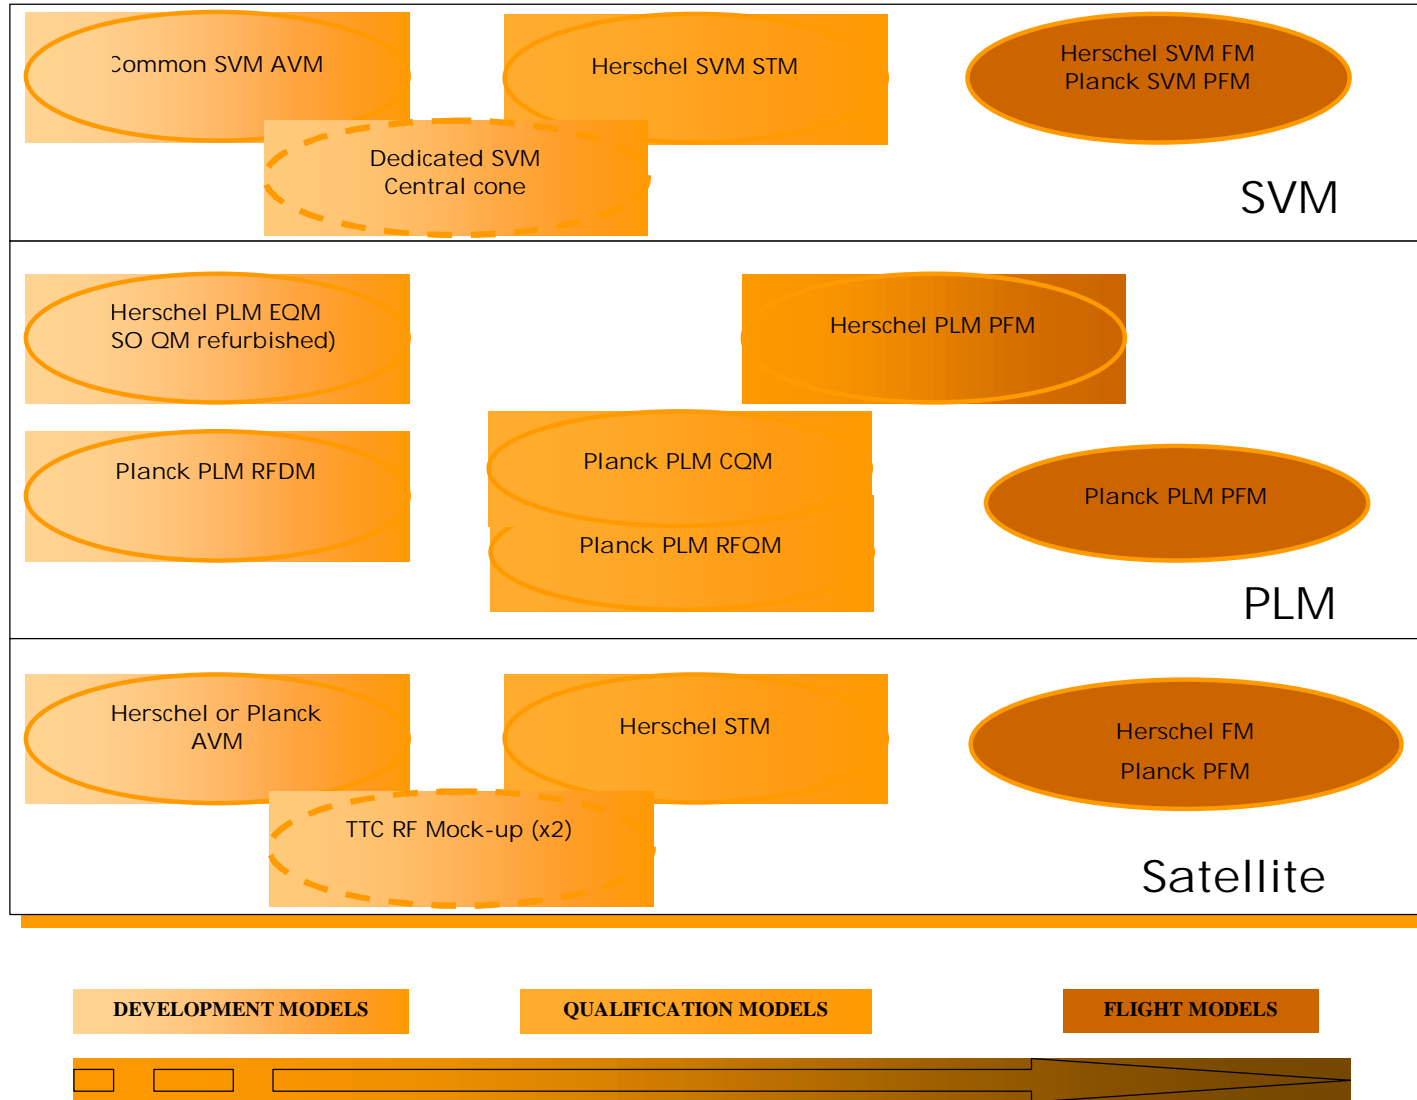 Common SVM AVM
Herschel SVM STM
Herschel SVM FM
Planck SVM PFM
Dedicated SVM
Central cone
SVM
Herschel PLM EQM
SO QM refurbished)
Herschel PLM PFM
Planck PLM RFDM
Planck PLM CQM
Planck PLM PFM
Planck PLM RFQM
PLM
Herschel or Planck
AVM
Herschel STM
Herschel FM
Planck PFM
TTC RF Mock-up (x2)
Satellite
DEVELOPMENT MODELS
QUALIFICATION MODELS
FLIGHT MODELS